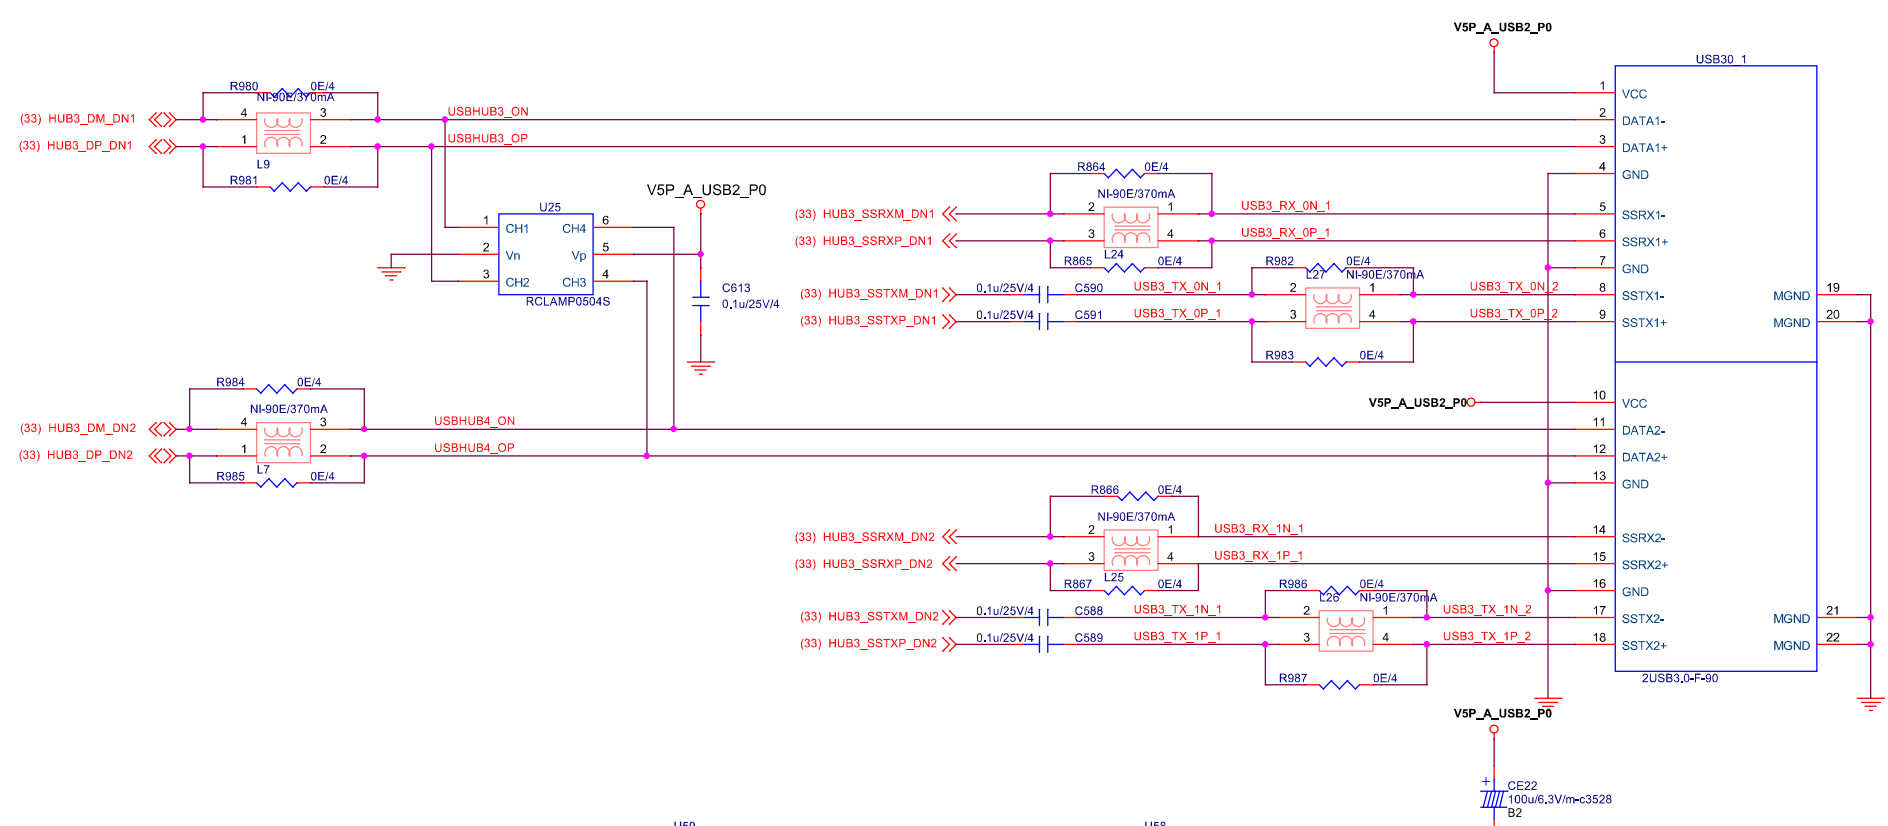 V5P_A_USB2_P0
USB30_1
R980 0E/4
NI-90E/370mA
(33) HUB3_DM_DN1 4 3 USBHUB3_ON
(33) HUB3_DP_DN1 1 2 USBHUB3_OP
L9
R981 0E/4
1 VCC
2 DATA1-
3 DATA1+
4 GND
V5P_A_USB2_P0
U25
1 CH1 CH4 6
2 Vn Vp 5
3 CH2 CH3 4
RCLAMP0504S
C613
0.1u/25V/4
R864 0E/4
NI-90E/370mA
(33) HUB3_SSRXM_DN1 2 1 USB3_RX_0N_1 5 SSRX1-
(33) HUB3_SSRXP_DN1 3 4 USB3_RX_0P_1 6 SSRX1+
L24
R865 0E/4
R982 0E/4
L27 NI-90E/370mA
7 GND
(33) HUB3_SSTXM_DN1 0.1u/25V/4 C590 USB3_TX_0N_1 2 1 USB3_TX_0N_2 8 SSTX1-
(33) HUB3_SSTXP_DN1 0.1u/25V/4 C591 USB3_TX_0P_1 3 4 USB3_TX_0P_2 9 SSTX1+
R983 0E/4
MGND 19
MGND 20
R984 0E/4
NI-90E/370mA
(33) HUB3_DM_DN2 4 3 USBHUB4_ON
(33) HUB3_DP_DN2 1 2 USBHUB4_OP
L7
R985 0E/4
V5P_A_USB2_P0 10 VCC
11 DATA2-
12 DATA2+
13 GND
R866 0E/4
NI-90E/370mA
(33) HUB3_SSRXM_DN2 2 1 USB3_RX_1N_1 14 SSRX2-
(33) HUB3_SSRXP_DN2 3 4 USB3_RX_1P_1 15 SSRX2+
L25
R867 0E/4
R986 0E/4
L26 NI-90E/370mA
16 GND
(33) HUB3_SSTXM_DN2 0.1u/25V/4 C588 USB3_TX_1N_1 2 1 USB3_TX_1N_2 17 SSTX2-
(33) HUB3_SSTXP_DN2 0.1u/25V/4 C589 USB3_TX_1P_1 3 4 USB3_TX_1P_2 18 SSTX2+
R987 0E/4
MGND 21
MGND 22
2USB3.0-F-90
V5P_A_USB2_P0
+ CE22
100u/6.3V/m-c3528
B2
U59 U58